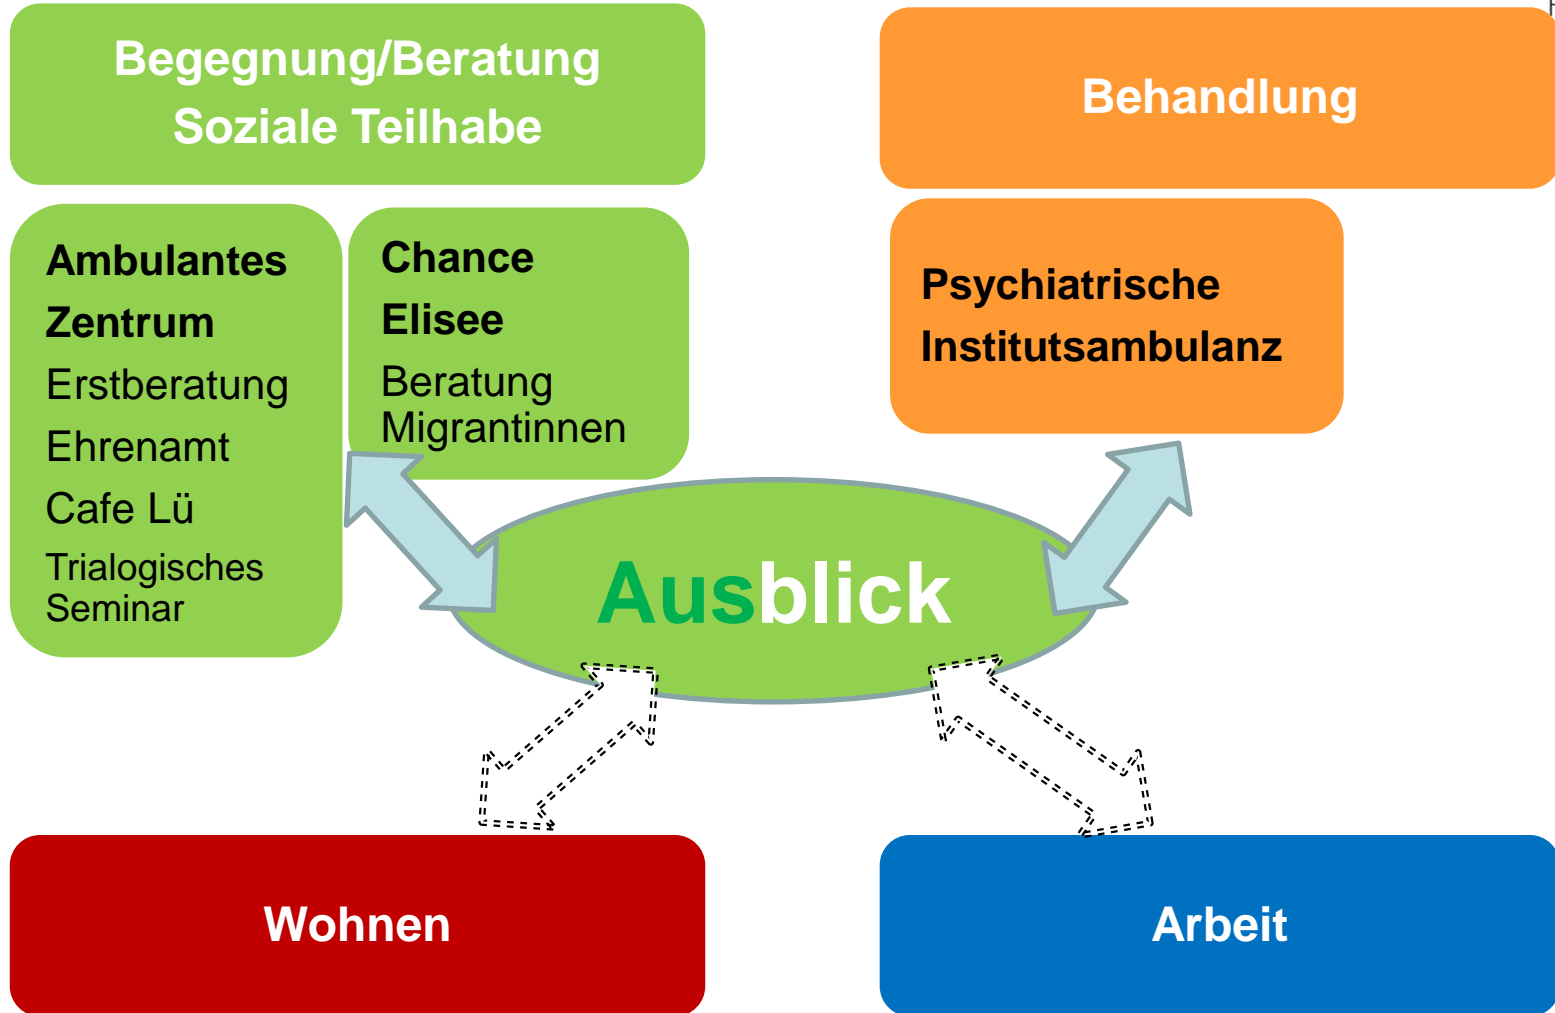 Begegnung/Beratung
Soziale Teilhabe
Behandlung
Ambulantes
Zentrum
Erstberatung
Ehrenamt
Cafe Lü
Trialogisches
Seminar
Chance
Elisee
Beratung
Migrantinnen
Psychiatrische
Institutsambulanz
Ausblick
Wohnen
Arbeit